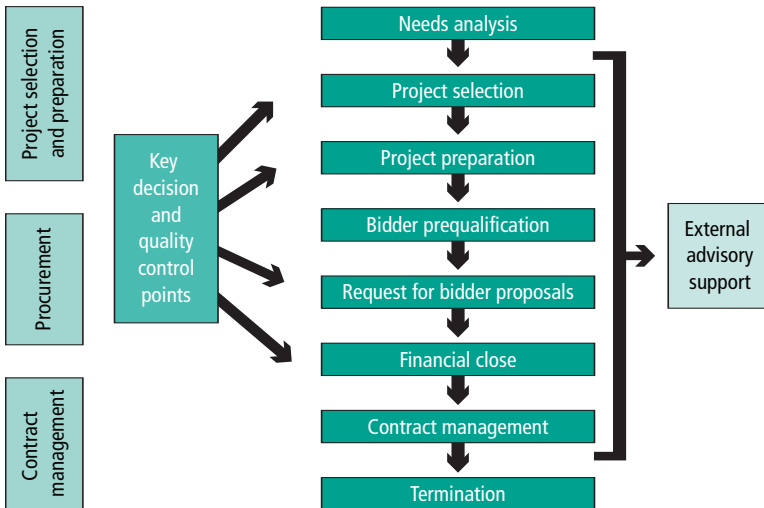 Project selection
and preparation
Procurement
Contract
management
Key
decision
and
quality
control
points
Needs analysis
Project selection
Project preparation
Bidder prequalification
Request for bidder proposals
Financial close
Contract management
Termination
External
advisory
support